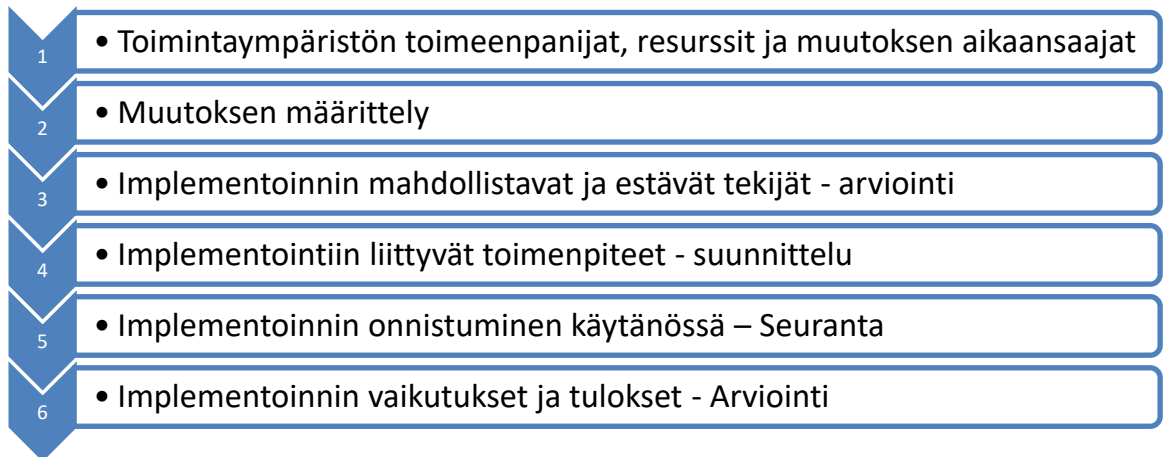 1 • Toimintaympäristön toimeenpanijat, resurssit ja muutoksen aikaansaajat
2 • Muutoksen määrittely
3 • Implementoinnin mahdollistavat ja estävät tekijät - arviointi
4 • Implementointiin liittyvät toimenpiteet - suunnittelu
5 • Implementoinnin onnistuminen käytänössä – Seuranta
6 • Implementoinnin vaikutukset ja tulokset - Arviointi